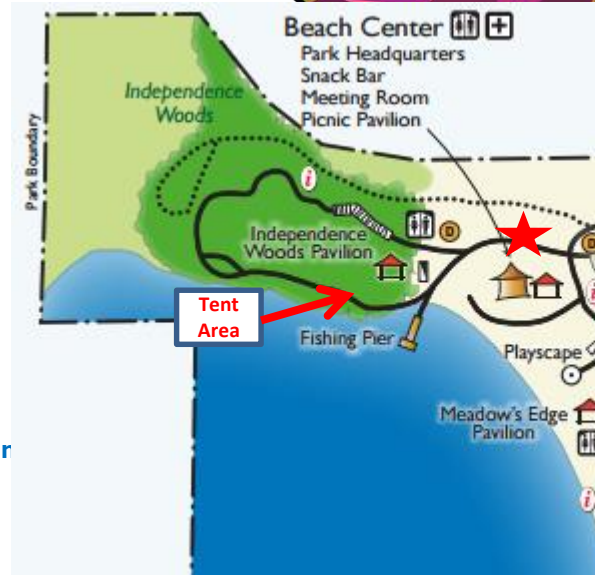 Beach Center
Park Headquarters
Snack Bar
Meeting Room
Picnic Pavilion
Independence
Woods
Park Boundary
i
Independence
Woods Pavilion
D
D
i
Tent
Area
Fishing Pier
Playscape
Meadow's Edge
Pavilion
i